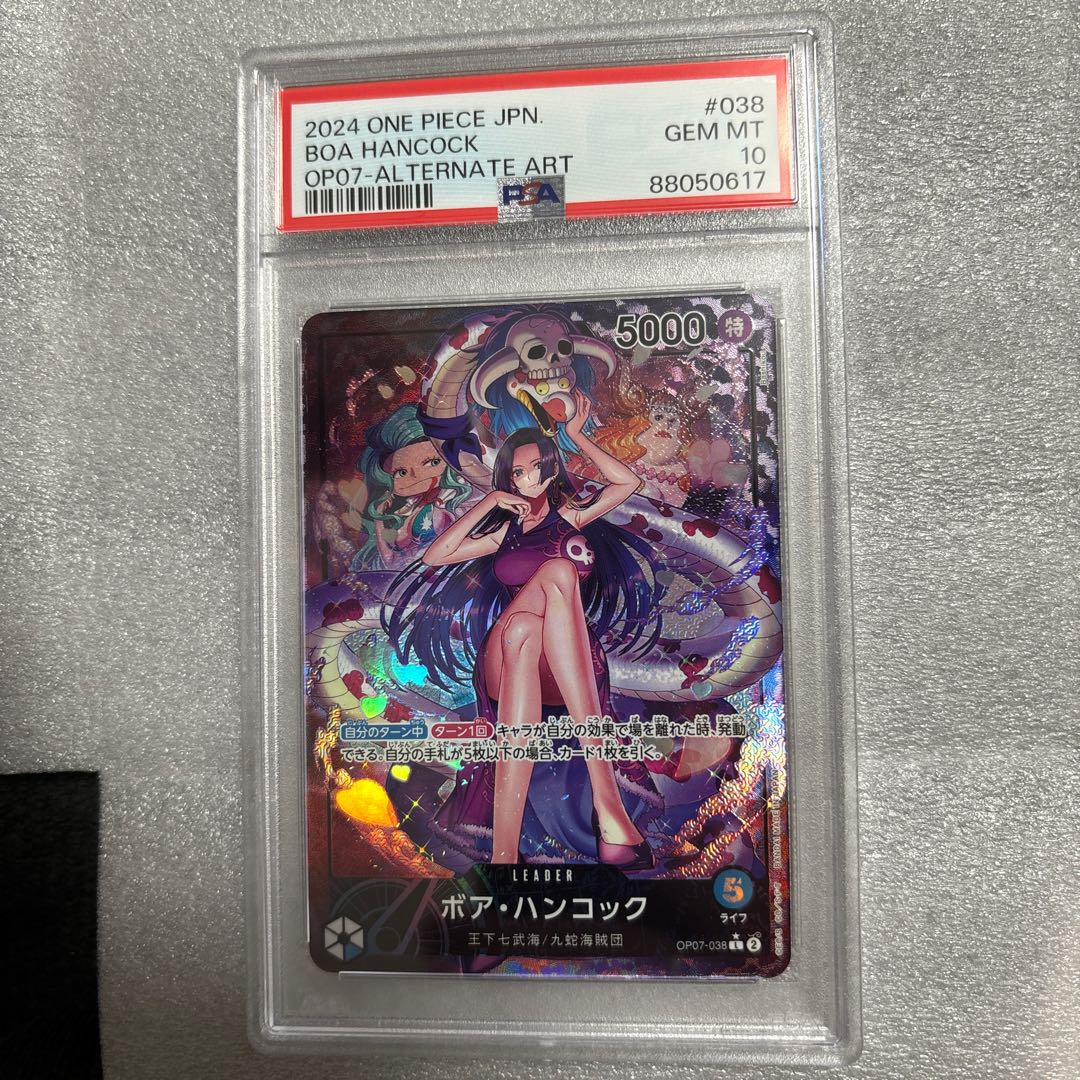 2024 ONE PIECE JPN.
#038
BOA HANCOCK
GEM MT
OP07-ALTERNATE ART
10
PSA
88050617
5000
特
自分のターン中 ターン1回 キャラが自分の効果で場を離れた時、発動
できる。自分の手札が5枚以下の場合、カード1枚を引く。
LEADER
ボア・ハンコック
5
ライフ
王下七武海/九蛇海賊団
OP07-038 L 2